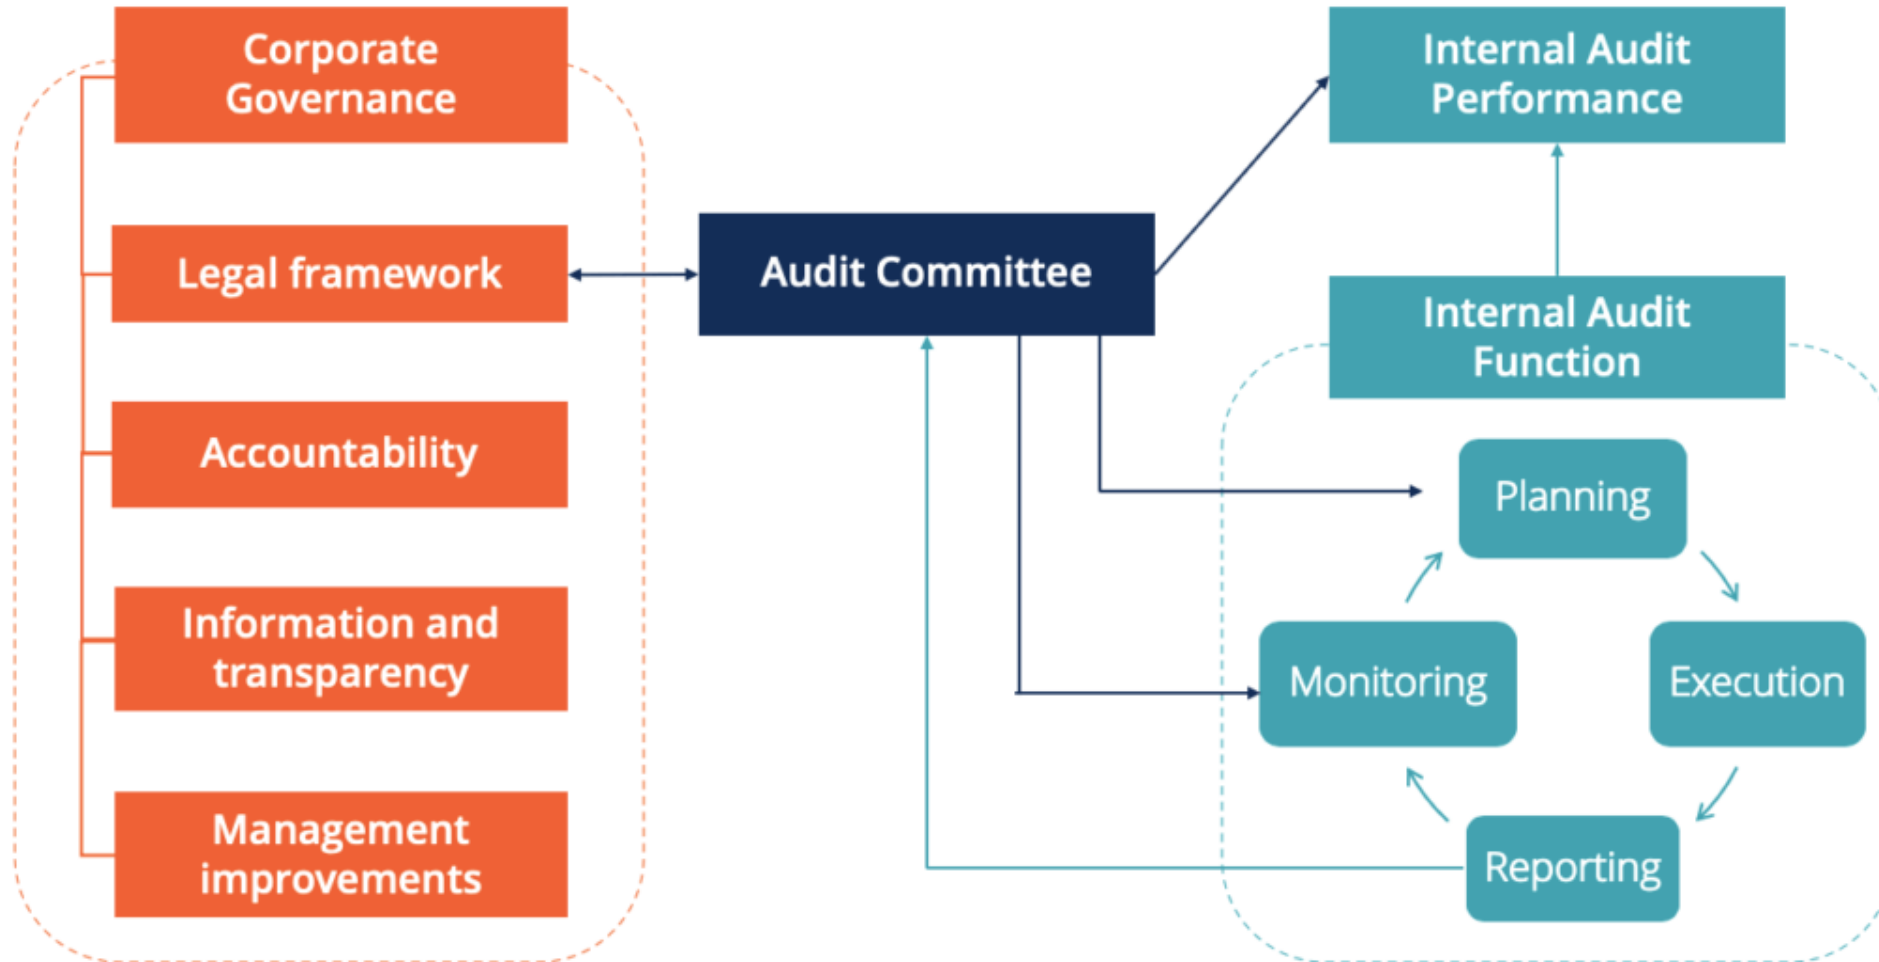 Corporate
Governance
Legal framework
Accountability
Information and
transparency
Management
improvements
Audit Committee
Internal Audit
Performance
Internal Audit
Function
Planning
Execution
Reporting
Monitoring